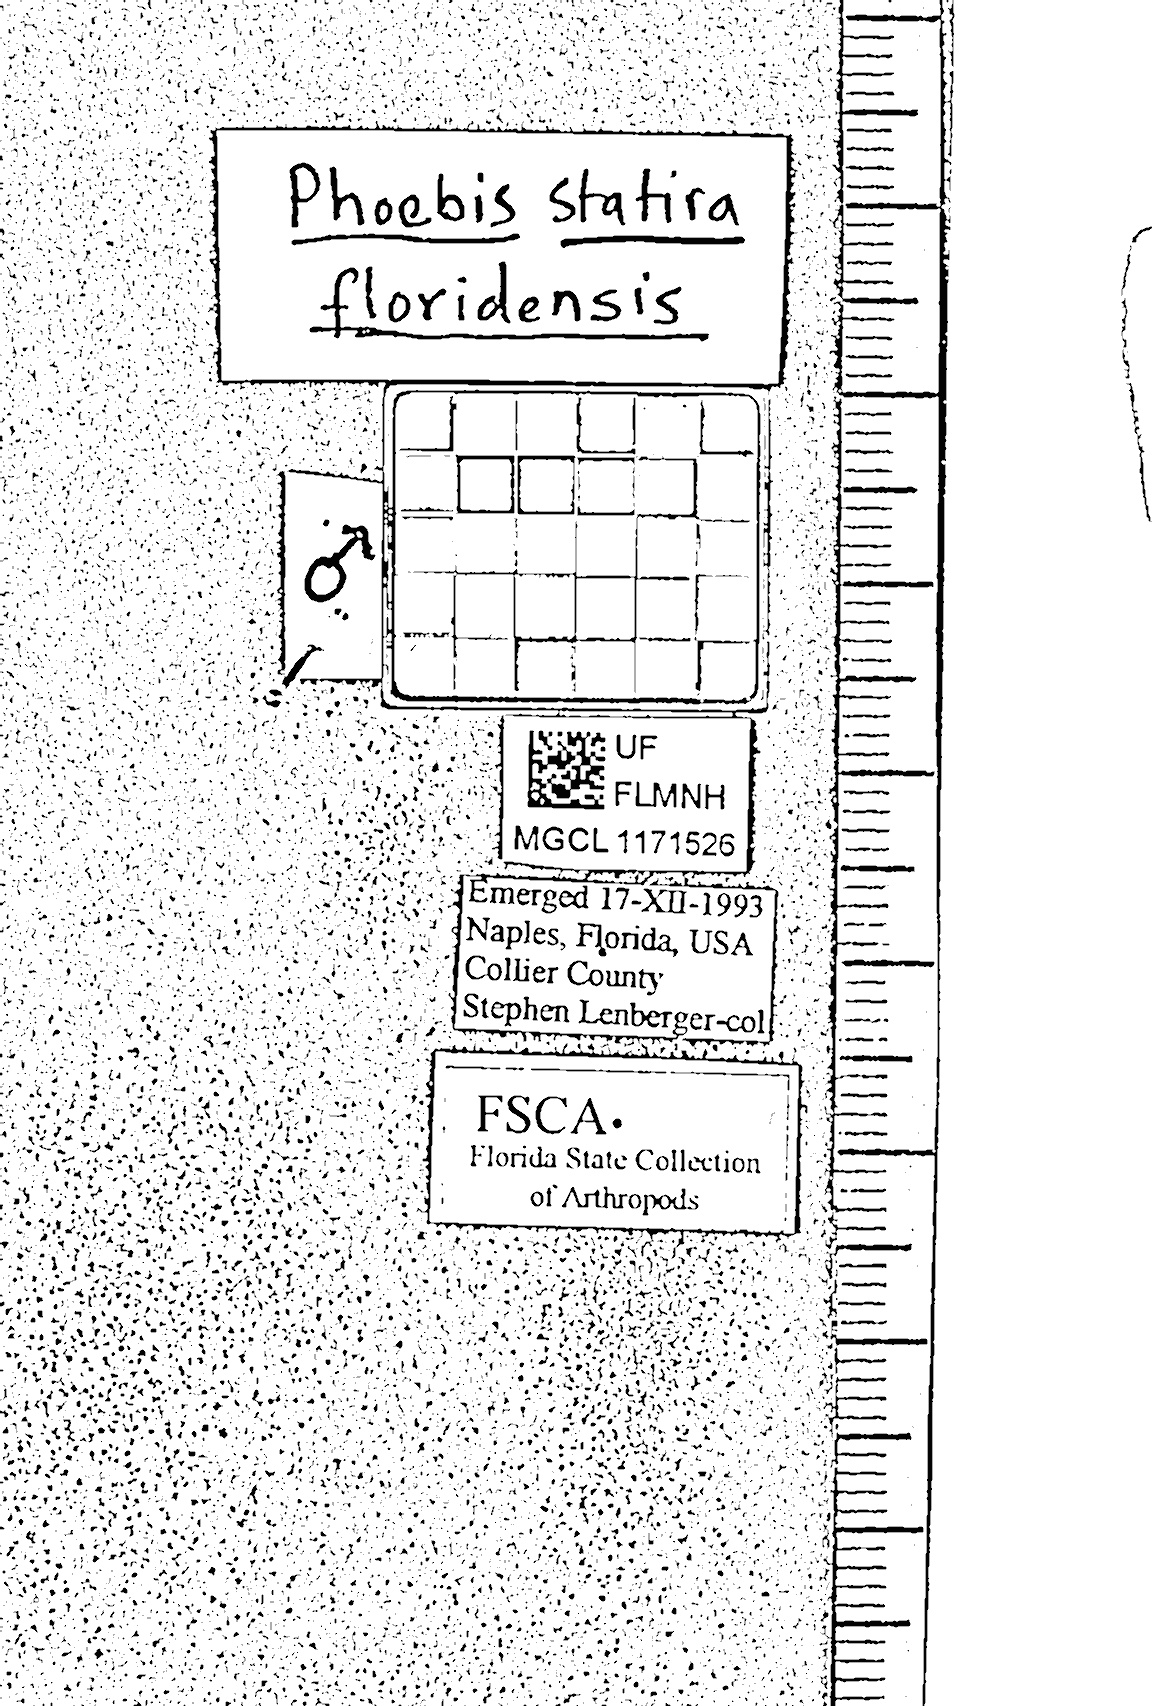 Phoebis statira
floridensis
♂
UF
FLMNH
MGCL 1171526
Emerged 17-XII-1993
Naples, Florida, USA
Collier County
Stephen Lenberger-col
FSCA.
Florida State Collection
of Arthropods